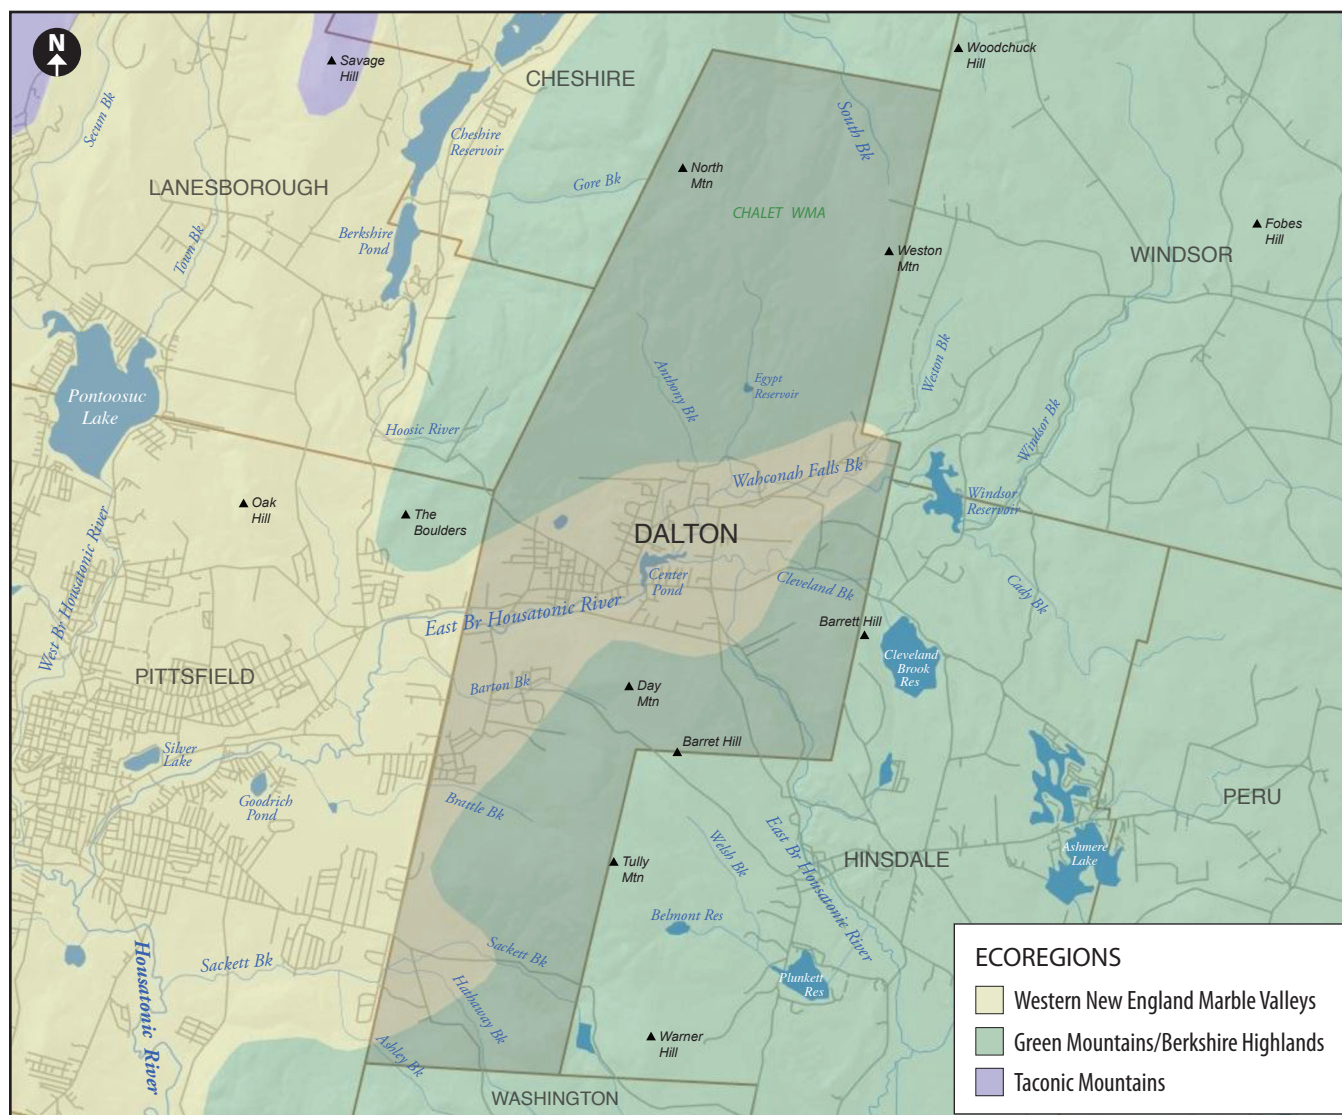 N
Savage
Hill
CHESHIRE
Woodchuck
Hill
Secum Bk
Cheshire
Reservoir
South Bk
LANESBOROUGH
Gore Bk
North
Mtn
CHALET WMA
Fobes
Hill
Town Bk
Berkshire
Pond
Weston
Mtn
WINDSOR
Pontoosuc
Lake
Anthony Bk
Egypt
Reservoir
Weston Bk
Hoosic River
Windsor Bk
Wahconah Falls Bk
Oak
Hill
The
Boulders
Windsor
Reservoir
DALTON
West Br Housatonic River
Center
Pond
Cleveland Bk
Cady Bk
East Br Housatonic River
Barrett Hill
Cleveland
Brook
Res
PITTSFIELD
Barton Bk
Day
Mtn
Barret Hill
Silver
Lake
Goodrich
Pond
Brattle Bk
PERU
East Br Housatonic River
Welsh Bk
Tully
Mtn
HINSDALE
Ashmere
Lake
Belmont Res
Housatonic River
Sackett Bk
Sackett Bk
Hathaway Bk
Plunkett
Res
Ashley Bk
Warner
Hill
WASHINGTON
ECOREGIONS
Western New England Marble Valleys
Green Mountains/Berkshire Highlands
Taconic Mountains